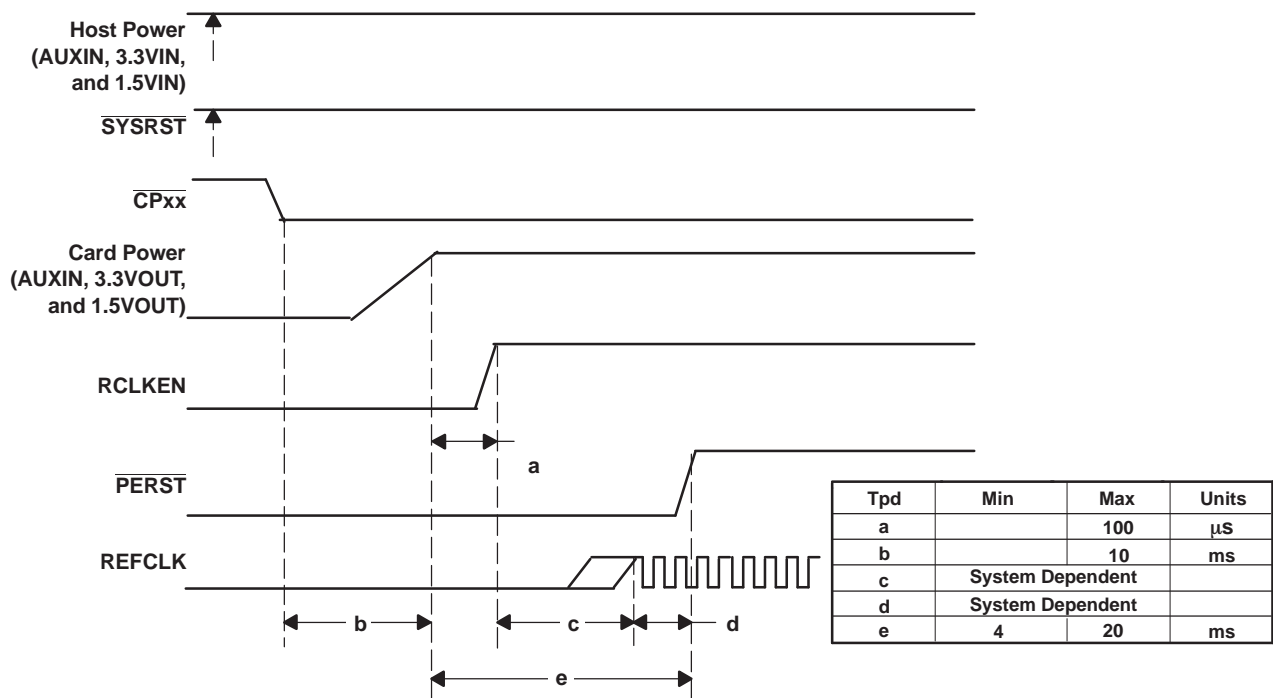 Host Power
(AUXIN, 3.3VIN,
and 1.5VIN)
SYSRST
CPxx
Card Power
(AUXIN, 3.3VOUT,
and 1.5VOUT)
RCLKEN
a
PERST
REFCLK
b
c
d
e
Tpd Min Max Units
a 100 μs
b 10 ms
c System Dependent
d System Dependent
e 4 20 ms